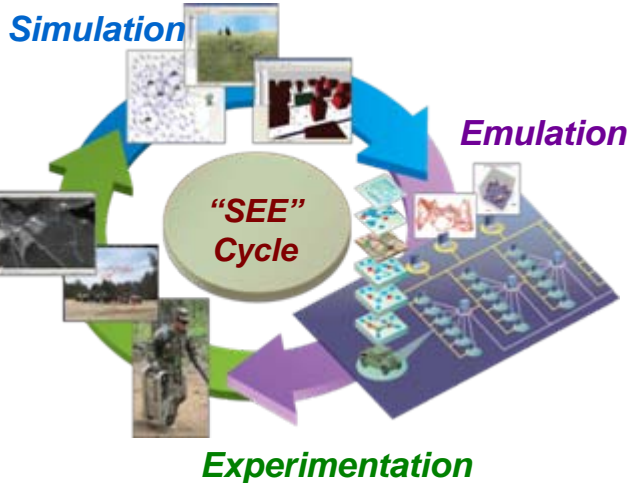 Simulation
Emulation
“SEE”
Cycle
Experimentation